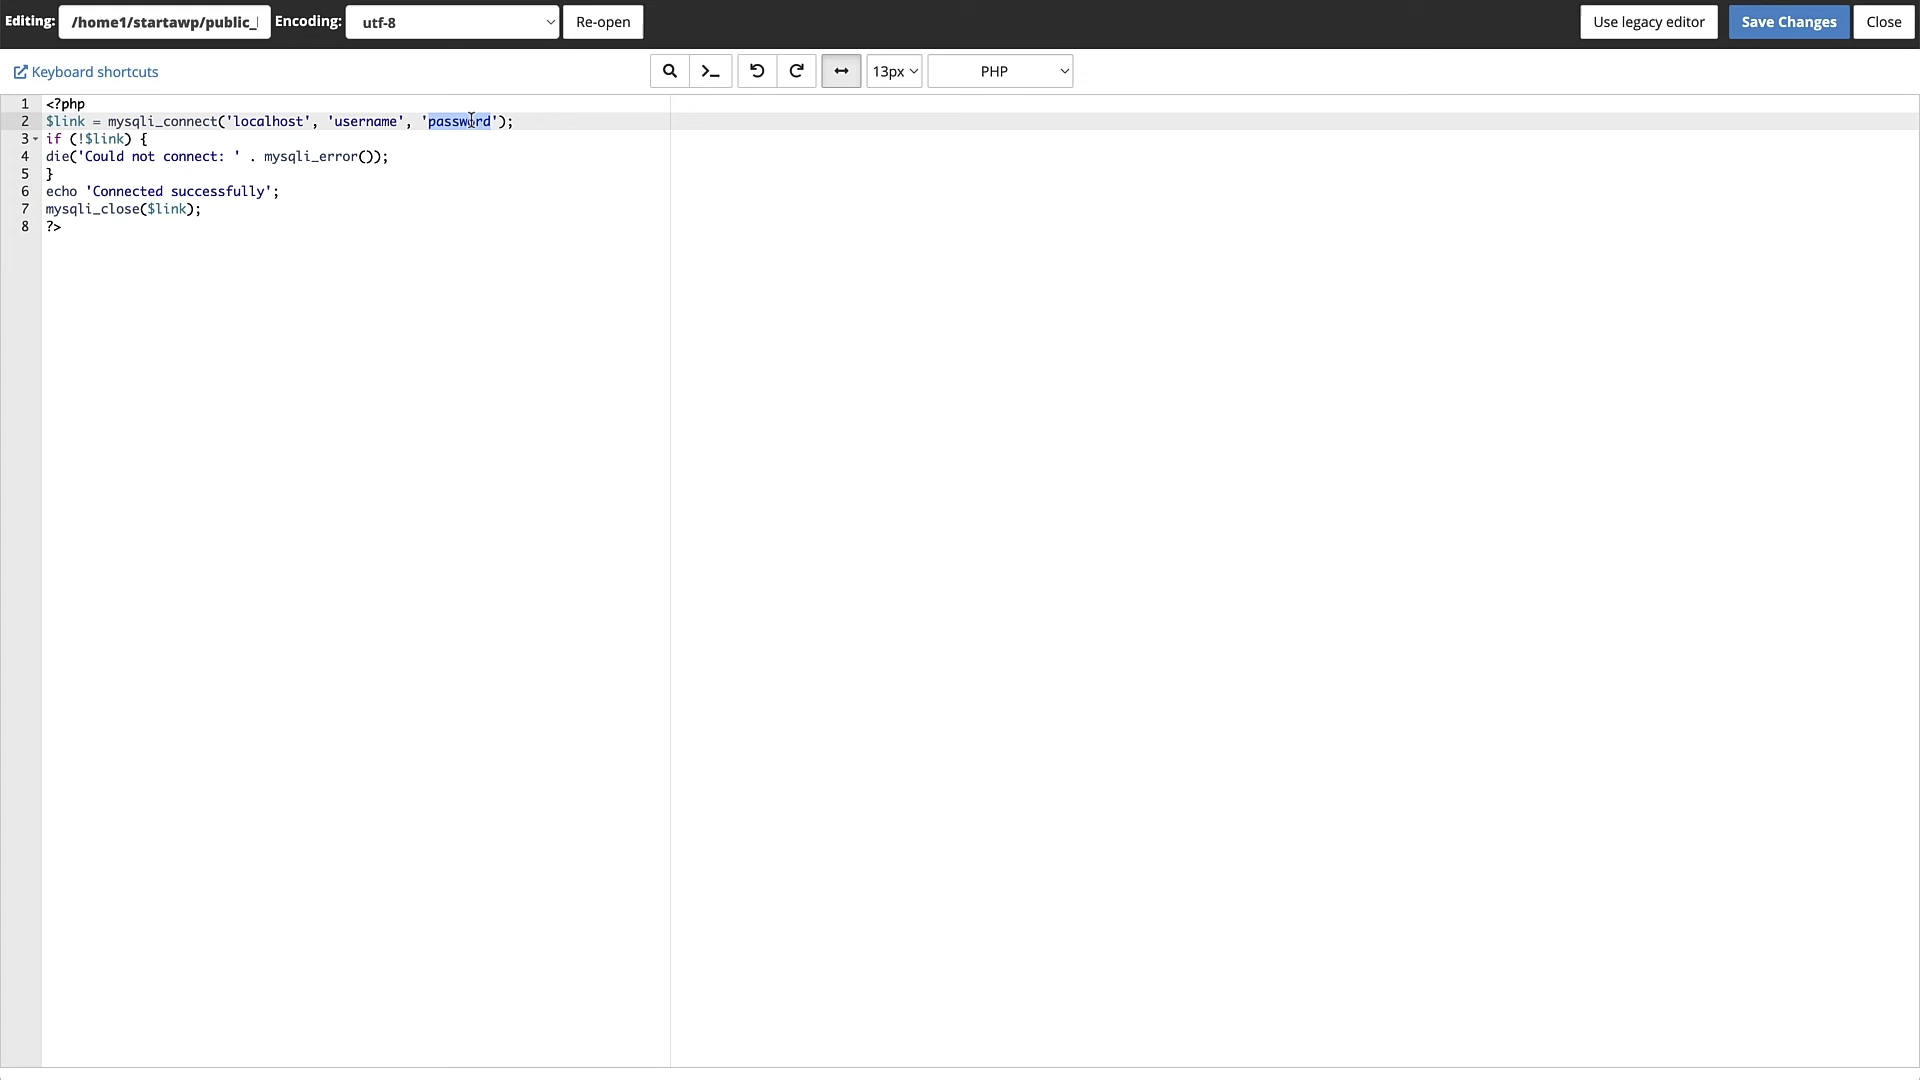 Editing: /home1/startawp/public_ Encoding: utf-8 Re-open Use legacy editor Save Changes Close
Keyboard shortcuts 13px PHP
1 <?php
2 $link = mysqli_connect('localhost', 'username', 'password');
3 if (!$link) {
4 die('Could not connect: ' . mysqli_error());
5 }
6 echo 'Connected successfully';
7 mysqli_close($link);
8 ?>